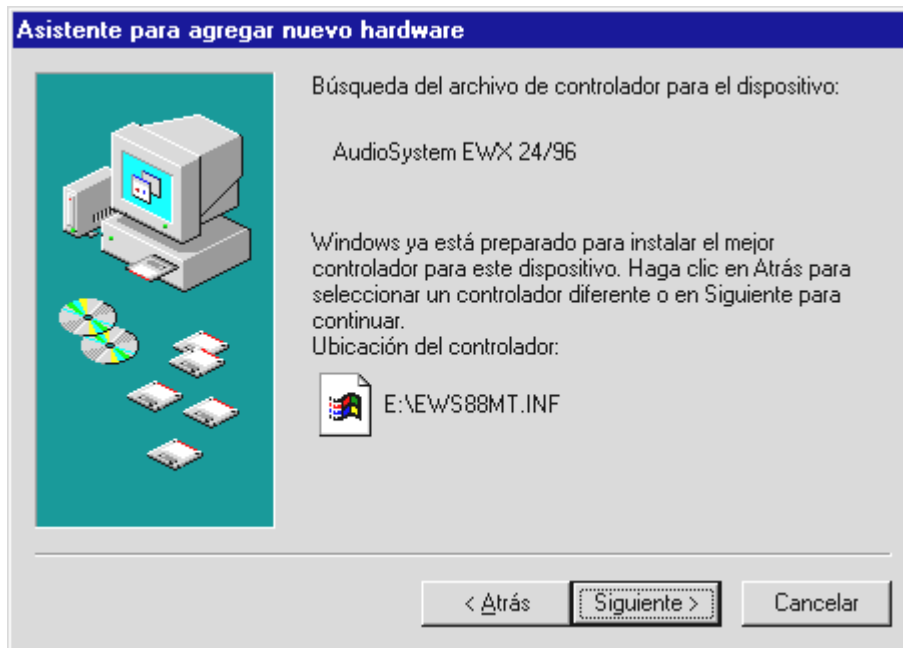 Asistente para agregar nuevo hardware
Búsqueda del archivo de controlador para el dispositivo:
AudioSystem EWX 24/96
Windows ya está preparado para instalar el mejor
controlador para este dispositivo. Haga clic en Atrás para
seleccionar un controlador diferente o en Siguiente para
continuar.
Ubicación del controlador:
E:\EWS88MT.INF
< Atrás
Siguiente >
Cancelar